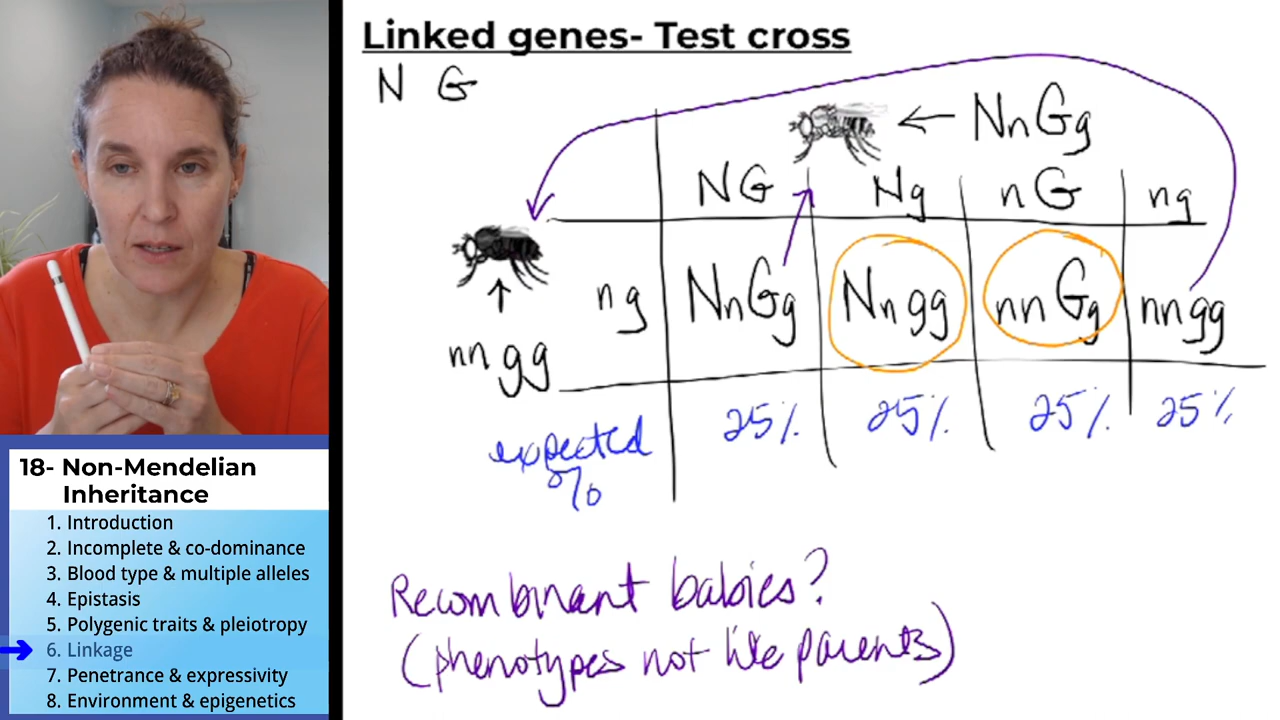 Linked genes- Test cross
N G
NnGg
NG Ng nG ng
ng NnGg Nngg nnGg nngg
nngg
expected
%
25% 25% 25% 25%
Recombinant babies?
(phenotypes not like parents)
18- Non-Mendelian
Inheritance
1. Introduction
2. Incomplete & co-dominance
3. Blood type & multiple alleles
4. Epistasis
5. Polygenic traits & pleiotropy
6. Linkage
7. Penetrance & expressivity
8. Environment & epigenetics